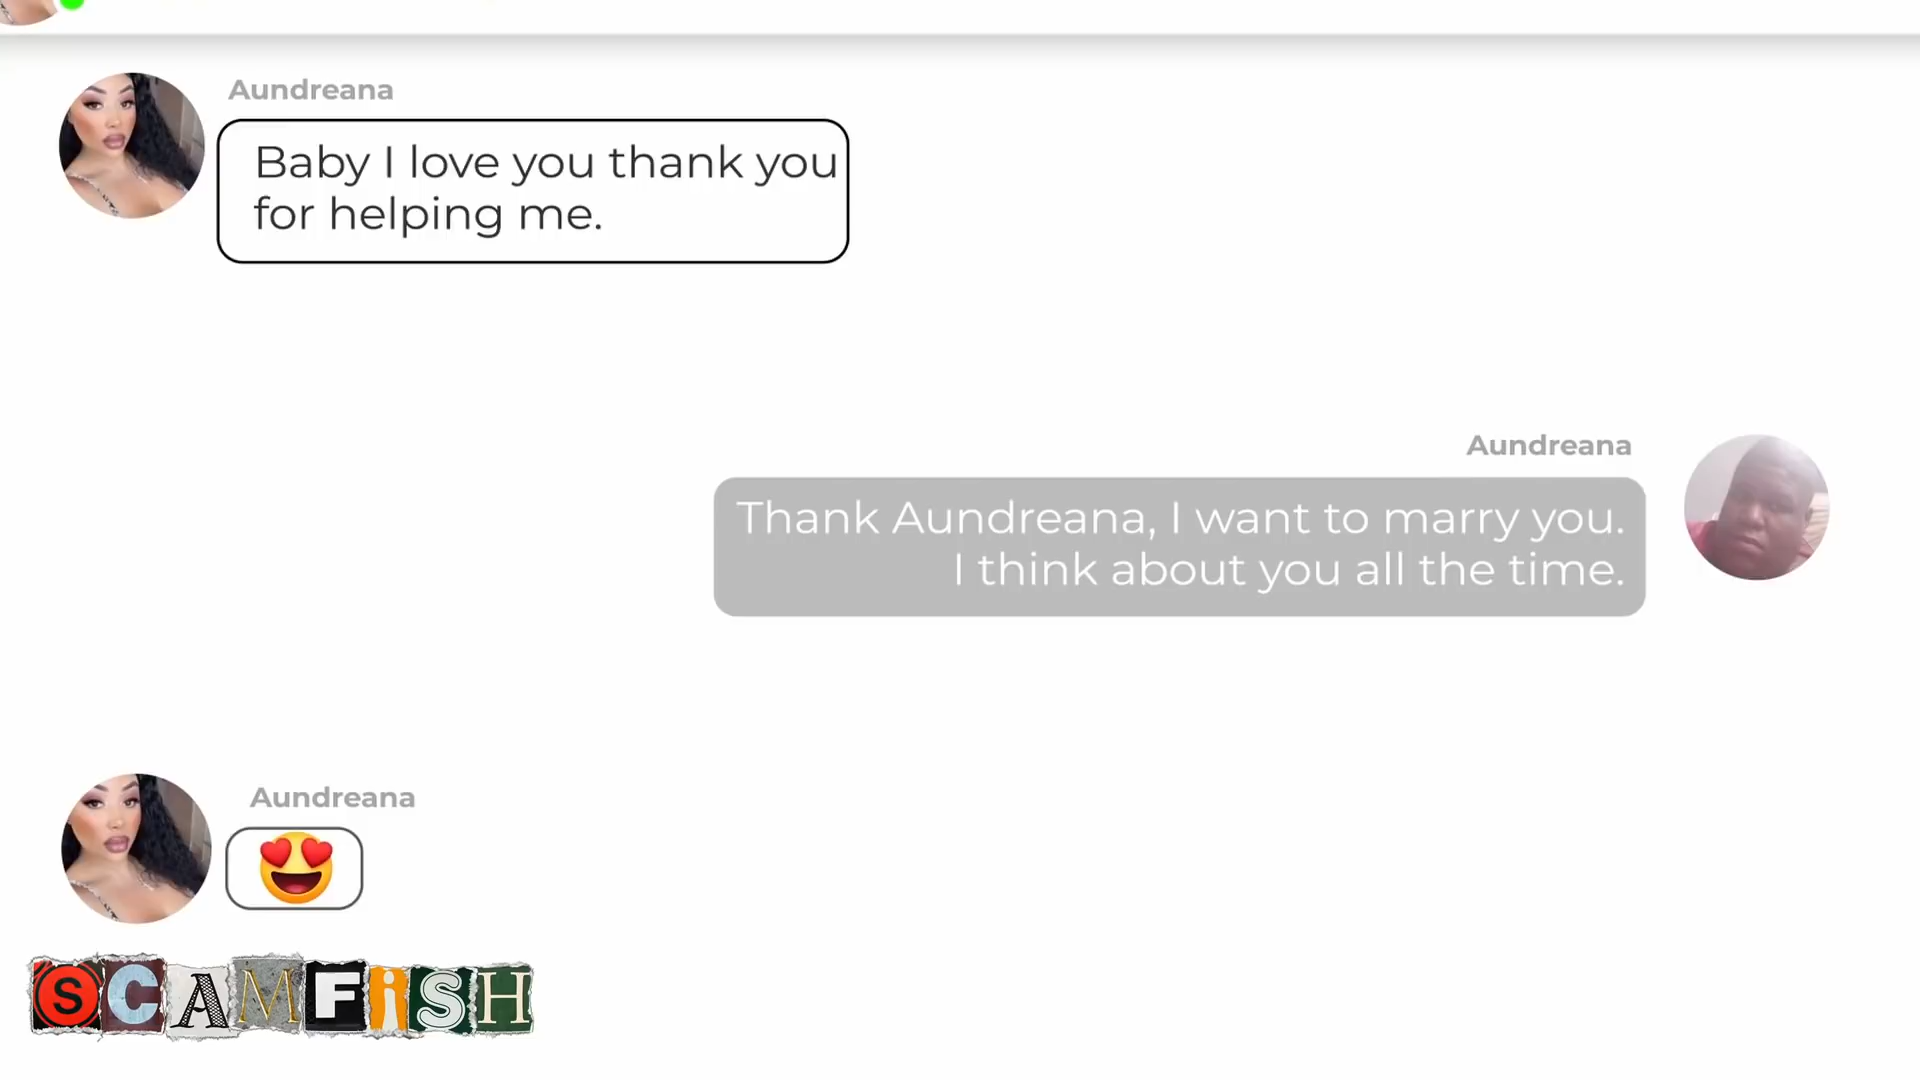 Aundreana
Baby I love you thank you
for helping me.
Aundreana
Thank Aundreana, I want to marry you.
I think about you all the time.
Aundreana
SCAMFiSH